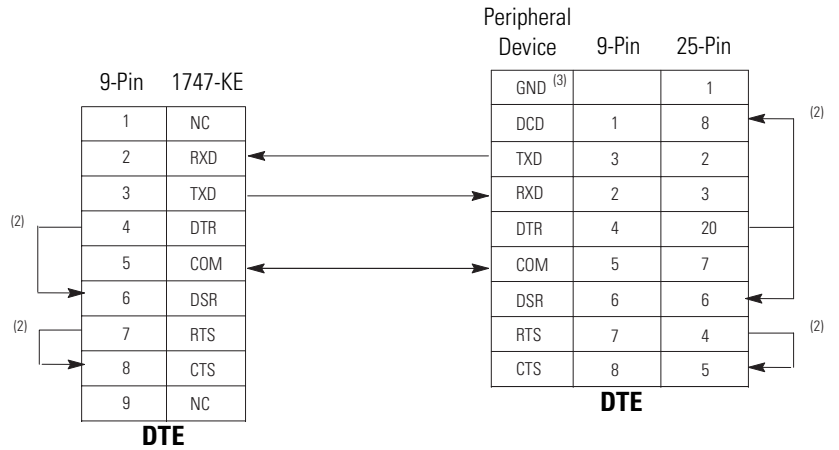 Peripheral
Device 9-Pin 25-Pin
9-Pin 1747-KE
GND (3) 1
DCD 1 8 (2)
1 NC
2 RXD TXD 3 2
3 TXD RXD 2 3
(2) 4 DTR DTR 4 20
5 COM COM 5 7
6 DSR DSR 6 6
(2) 7 RTS RTS 7 4 (2)
8 CTS CTS 8 5
9 NC
DTE
DTE